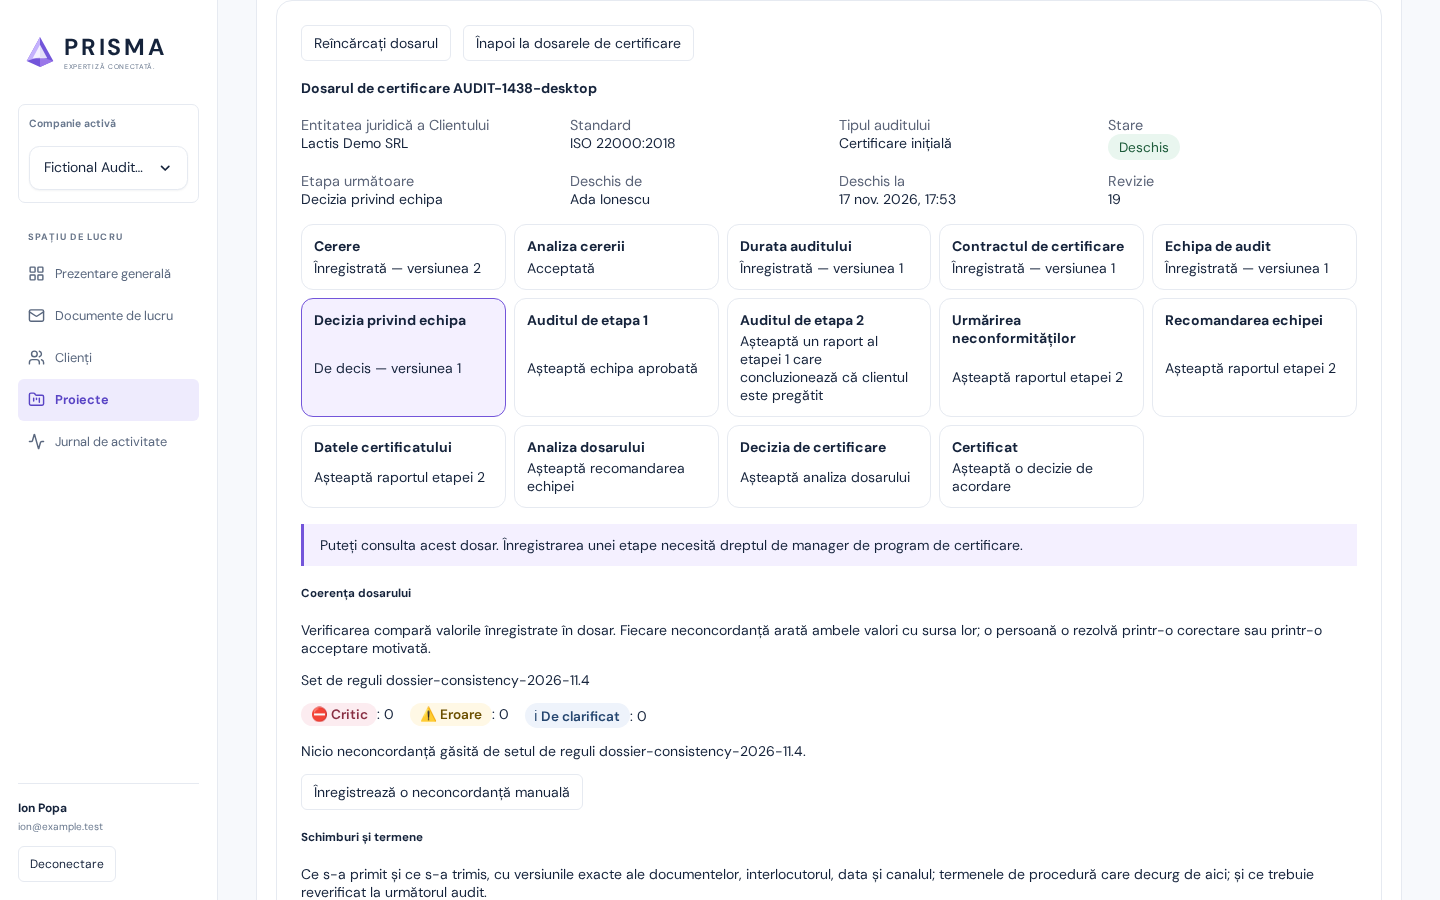 PRISMA
EXPERTIZĂ CONECTATĂ.
Companie activă
Fictional Audit...
SPAȚIU DE LUCRU
Prezentare generală
Documente de lucru
Clienți
Proiecte
Jurnal de activitate
Ion Popa
ion@example.test
Deconectare
Reîncărcați dosarul
Înapoi la dosarele de certificare
Dosarul de certificare AUDIT-1438-desktop
Entitatea juridică a Clientului
Lactis Demo SRL
Standard
ISO 22000:2018
Tipul auditului
Certificare inițială
Stare
Deschis
Etapa următoare
Decizia privind echipa
Deschis de
Ada Ionescu
Deschis la
17 nov. 2026, 17:53
Revizie
19
Cerere
Înregistrată — versiunea 2
Analiza cererii
Acceptată
Durata auditului
Înregistrată — versiunea 1
Contractul de certificare
Înregistrată — versiunea 1
Echipa de audit
Înregistrată — versiunea 1
Decizia privind echipa
De decis — versiunea 1
Auditul de etapa 1
Așteaptă echipa aprobată
Auditul de etapa 2
Așteaptă un raport al
etapei 1 care
concluzionează că clientul
este pregătit
Urmărirea
neconformităților
Așteaptă raportul etapei 2
Recomandarea echipei
Așteaptă raportul etapei 2
Datele certificatului
Așteaptă raportul etapei 2
Analiza dosarului
Așteaptă recomandarea
echipei
Decizia de certificare
Așteaptă analiza dosarului
Certificat
Așteaptă o decizie de
acordare
Puteți consulta acest dosar. Înregistrarea unei etape necesită dreptul de manager de program de certificare.
Coerența dosarului
Verificarea compară valorile înregistrate în dosar. Fiecare neconcordanță arată ambele valori cu sursa lor; o persoană o rezolvă printr-o corectare sau printr-o
acceptare motivată.
Set de reguli dossier-consistency-2026-11.4
⛔ Critic : 0 ⚠️ Eroare : 0 ℹ De clarificat : 0
Nicio neconcordanță găsită de setul de reguli dossier-consistency-2026-11.4.
Înregistrează o neconcordanță manuală
Schimburi și termene
Ce s-a primit și ce s-a trimis, cu versiunile exacte ale documentelor, interlocutorul, data și canalul; termenele de procedură care decurg de aici; și ce trebuie
reverificat la următorul audit.